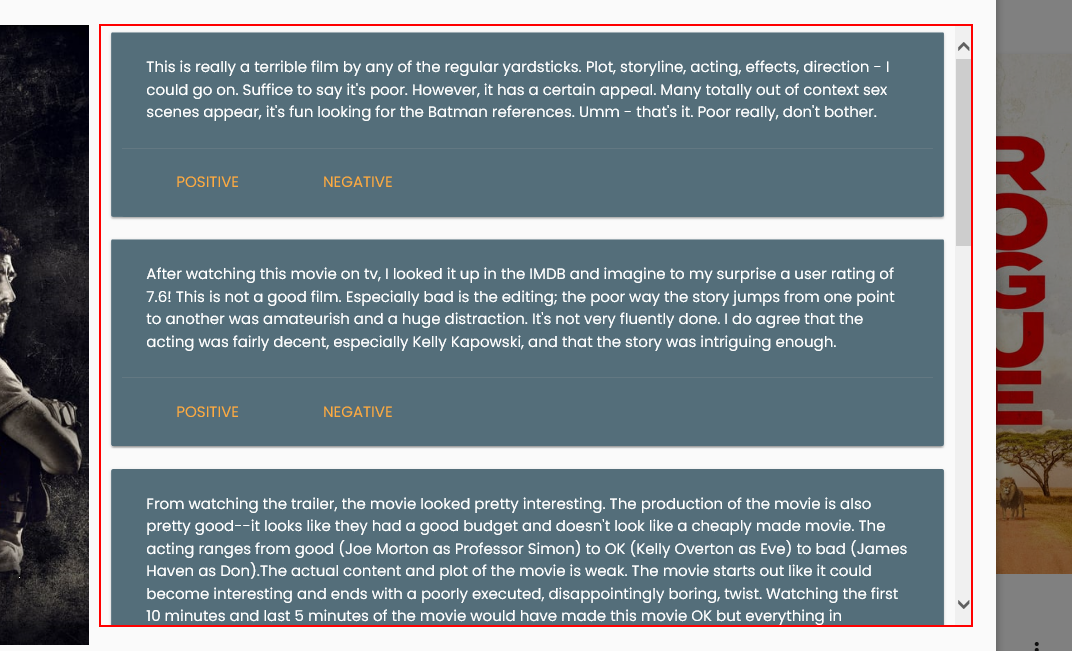 This is really a terrible film by any of the regular yardsticks. Plot, storyline, acting, effects, direction - I
could go on. Suffice to say it's poor. However, it has a certain appeal. Many totally out of context sex
scenes appear, it's fun looking for the Batman references. Umm - that's it. Poor really, don't bother.
POSITIVE NEGATIVE
After watching this movie on tv, I looked it up in the IMDB and imagine to my surprise a user rating of
7.6! This is not a good film. Especially bad is the editing; the poor way the story jumps from one point
to another was amateurish and a huge distraction. It's not very fluently done. I do agree that the
acting was fairly decent, especially Kelly Kapowski, and that the story was intriguing enough.
POSITIVE NEGATIVE
From watching the trailer, the movie looked pretty interesting. The production of the movie is also
pretty good--it looks like they had a good budget and doesn't look like a cheaply made movie. The
acting ranges from good (Joe Morton as Professor Simon) to OK (Kelly Overton as Eve) to bad (James
Haven as Don).The actual content and plot of the movie is weak. The movie starts out like it could
become interesting and ends with a poorly executed, disappointingly boring, twist. Watching the first
10 minutes and last 5 minutes of the movie would have made this movie OK but everything in
ROGUE